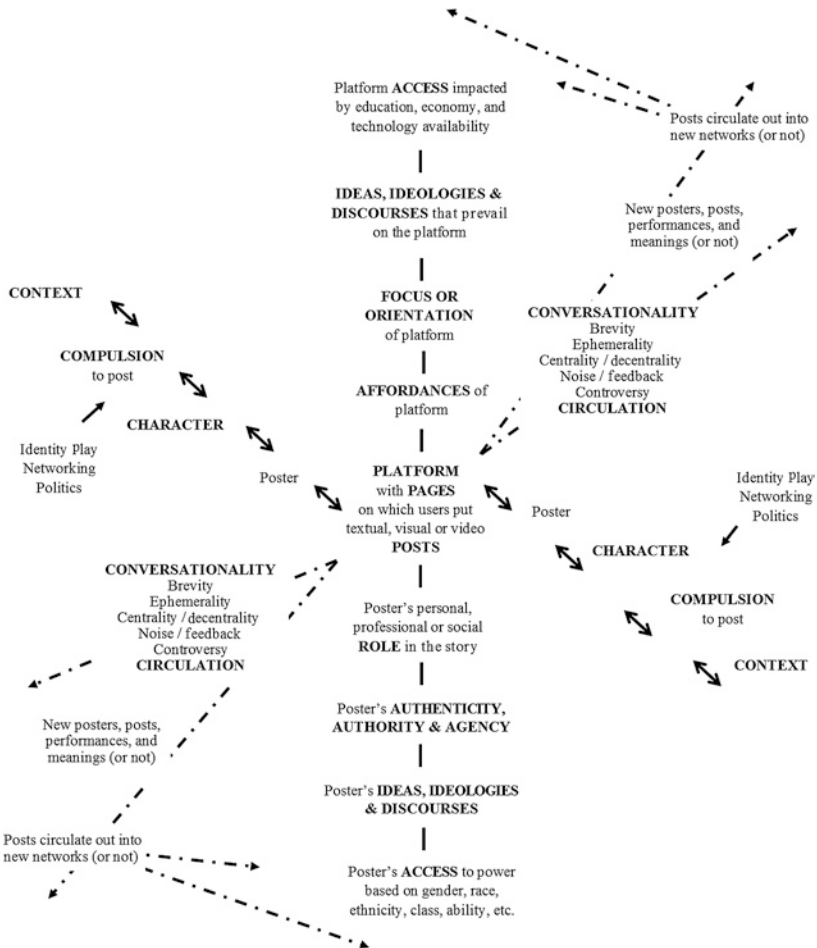 Platform ACCESS impacted
by education, economy, and
technology availability
Posts circulate out into
new networks (or not)
IDEAS, IDEOLOGIES &
DISCOURSES that prevail
on the platform
New posters, posts,
performances, and
meanings (or not)
CONTEXT
FOCUS OR
ORIENTATION
of platform
CONVERSATIONALITY
Brevity
Ephemerality
Centrality / decentrality
Noise / feedback
Controversy
CIRCULATION
COMPULSION
to post
AFFORDANCES of
platform
CHARACTER
Identity Play
Networking
Politics
Poster
PLATFORM
with PAGES
on which users put
textual, visual or video
POSTS
Poster
Identity Play
Networking
Politics
CHARACTER
CONVERSATIONALITY
Brevity
Ephemerality
Centrality / decentrality
Noise / feedback
Controversy
CIRCULATION
Poster's personal,
professional or social
ROLE in the story
COMPULSION
to post
CONTEXT
New posters, posts,
performances, and
meanings (or not)
Poster's AUTHENTICITY,
AUTHORITY & AGENCY
Poster's IDEAS, IDEOLOGIES
& DISCOURSES
Posts circulate out into
new networks (or not)
Poster's ACCESS to power
based on gender, race,
ethnicity, class, ability, etc.